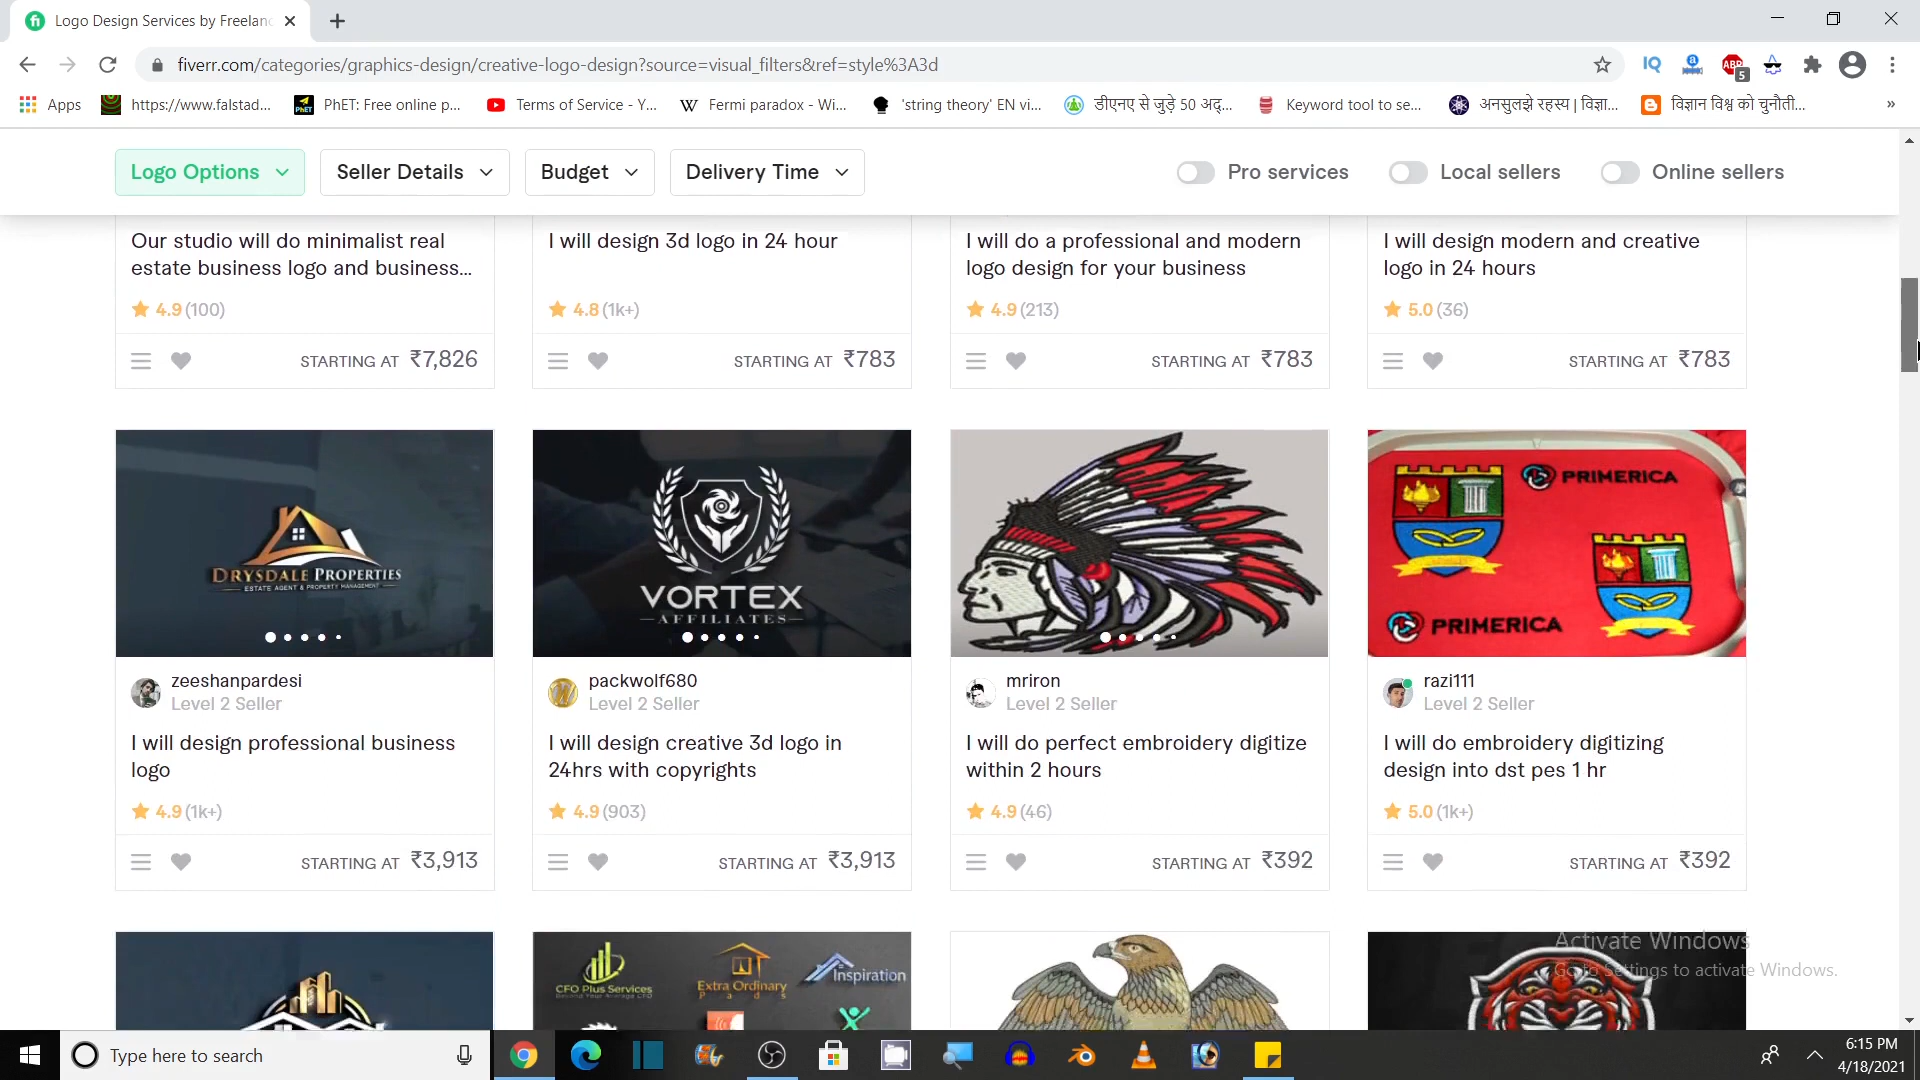 Logo Design Services by Freelanc
fiverr.com/categories/graphics-design/creative-logo-design?source=visual_filters&ref=style%3A3d
IQ
a
ABP
5
Apps
https://www.falstad...
PhET: Free online p...
Terms of Service - Y...
W Fermi paradox - Wi...
'string theory' EN vi...
डीएनए से जुड़े 50 अद्...
Keyword tool to se...
अनसुलझे रहस्य | विज्ञा...
विज्ञान विश्व को चुनौती...
»
Logo Options
Seller Details
Budget
Delivery Time
Pro services
Local sellers
Online sellers
Our studio will do minimalist real
estate business logo and business...
4.9 (100)
STARTING AT ₹7,826
I will design 3d logo in 24 hour
4.8 (1k+)
STARTING AT ₹783
I will do a professional and modern
logo design for your business
4.9 (213)
STARTING AT ₹783
I will design modern and creative
logo in 24 hours
5.0 (36)
STARTING AT ₹783
DRYSDALE PROPERTIES
ESTATE AGENT & PROPERTY MANAGEMENT
zeeshanpardesi
Level 2 Seller
I will design professional business
logo
4.9 (1k+)
STARTING AT ₹3,913
VORTEX
AFFILIATES
packwolf680
Level 2 Seller
I will design creative 3d logo in
24hrs with copyrights
4.9 (903)
STARTING AT ₹3,913
mriron
Level 2 Seller
I will do perfect embroidery digitize
within 2 hours
4.9 (46)
STARTING AT ₹392
PRIMERICA
PRIMERICA
razi111
Level 2 Seller
I will do embroidery digitizing
design into dst pes 1 hr
5.0 (1k+)
STARTING AT ₹392
CFO Plus Services
Extra Ordinary
Pads
Inspiration
Activate Windows
Go to Settings to activate Windows.
Type here to search
6:15 PM
4/18/2021